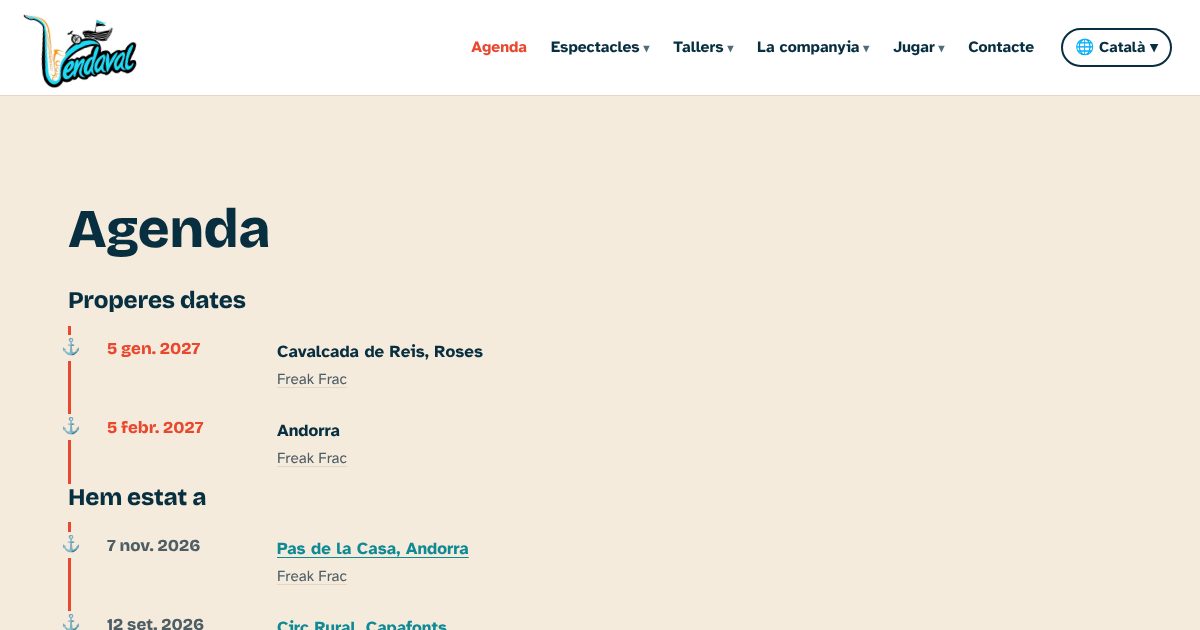 Vendaval
Agenda
Espectacles ▾
Tallers ▾
La companyia ▾
Jugar ▾
Contacte
🌐 Català ▾
Agenda
Properes dates
5 gen. 2027
Cavalcada de Reis, Roses
Freak Frac
5 febr. 2027
Andorra
Freak Frac
Hem estat a
7 nov. 2026
Pas de la Casa, Andorra
Freak Frac
12 set. 2026
Circ Rural, Capafonts